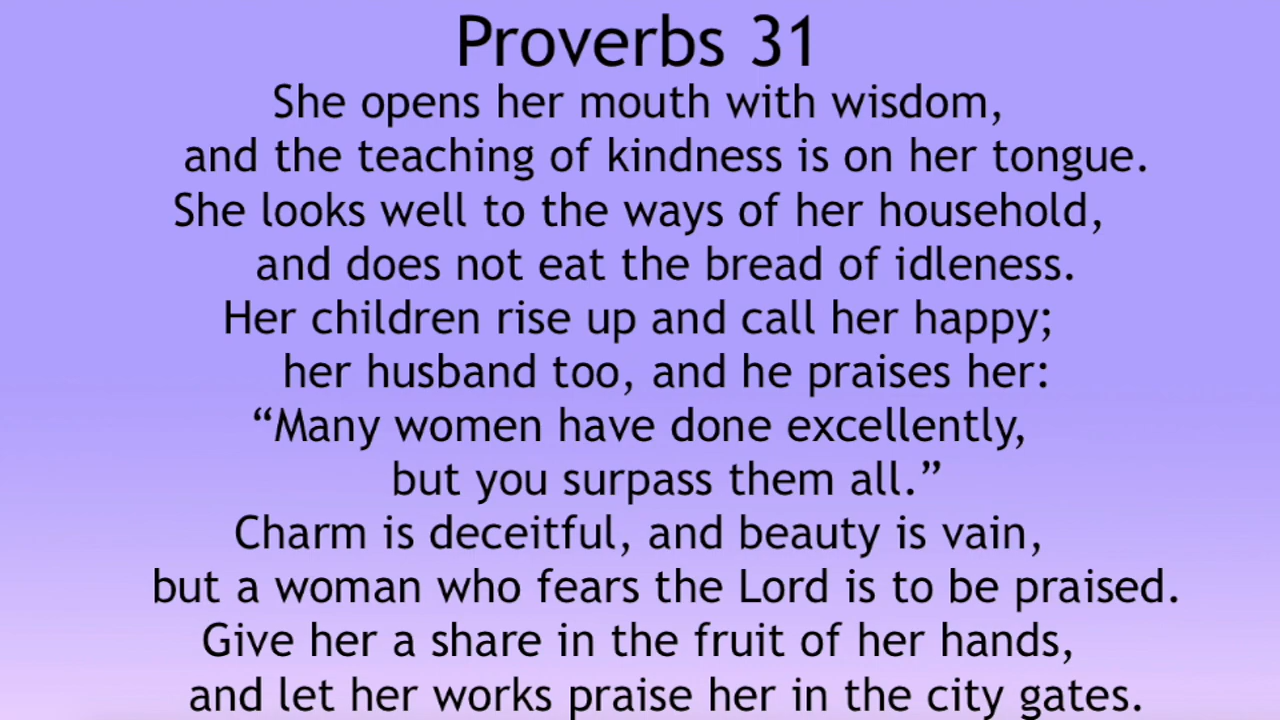 Proverbs 31
She opens her mouth with wisdom,
and the teaching of kindness is on her tongue.
She looks well to the ways of her household,
and does not eat the bread of idleness.
Her children rise up and call her happy;
her husband too, and he praises her:
“Many women have done excellently,
but you surpass them all.”
Charm is deceitful, and beauty is vain,
but a woman who fears the Lord is to be praised.
Give her a share in the fruit of her hands,
and let her works praise her in the city gates.